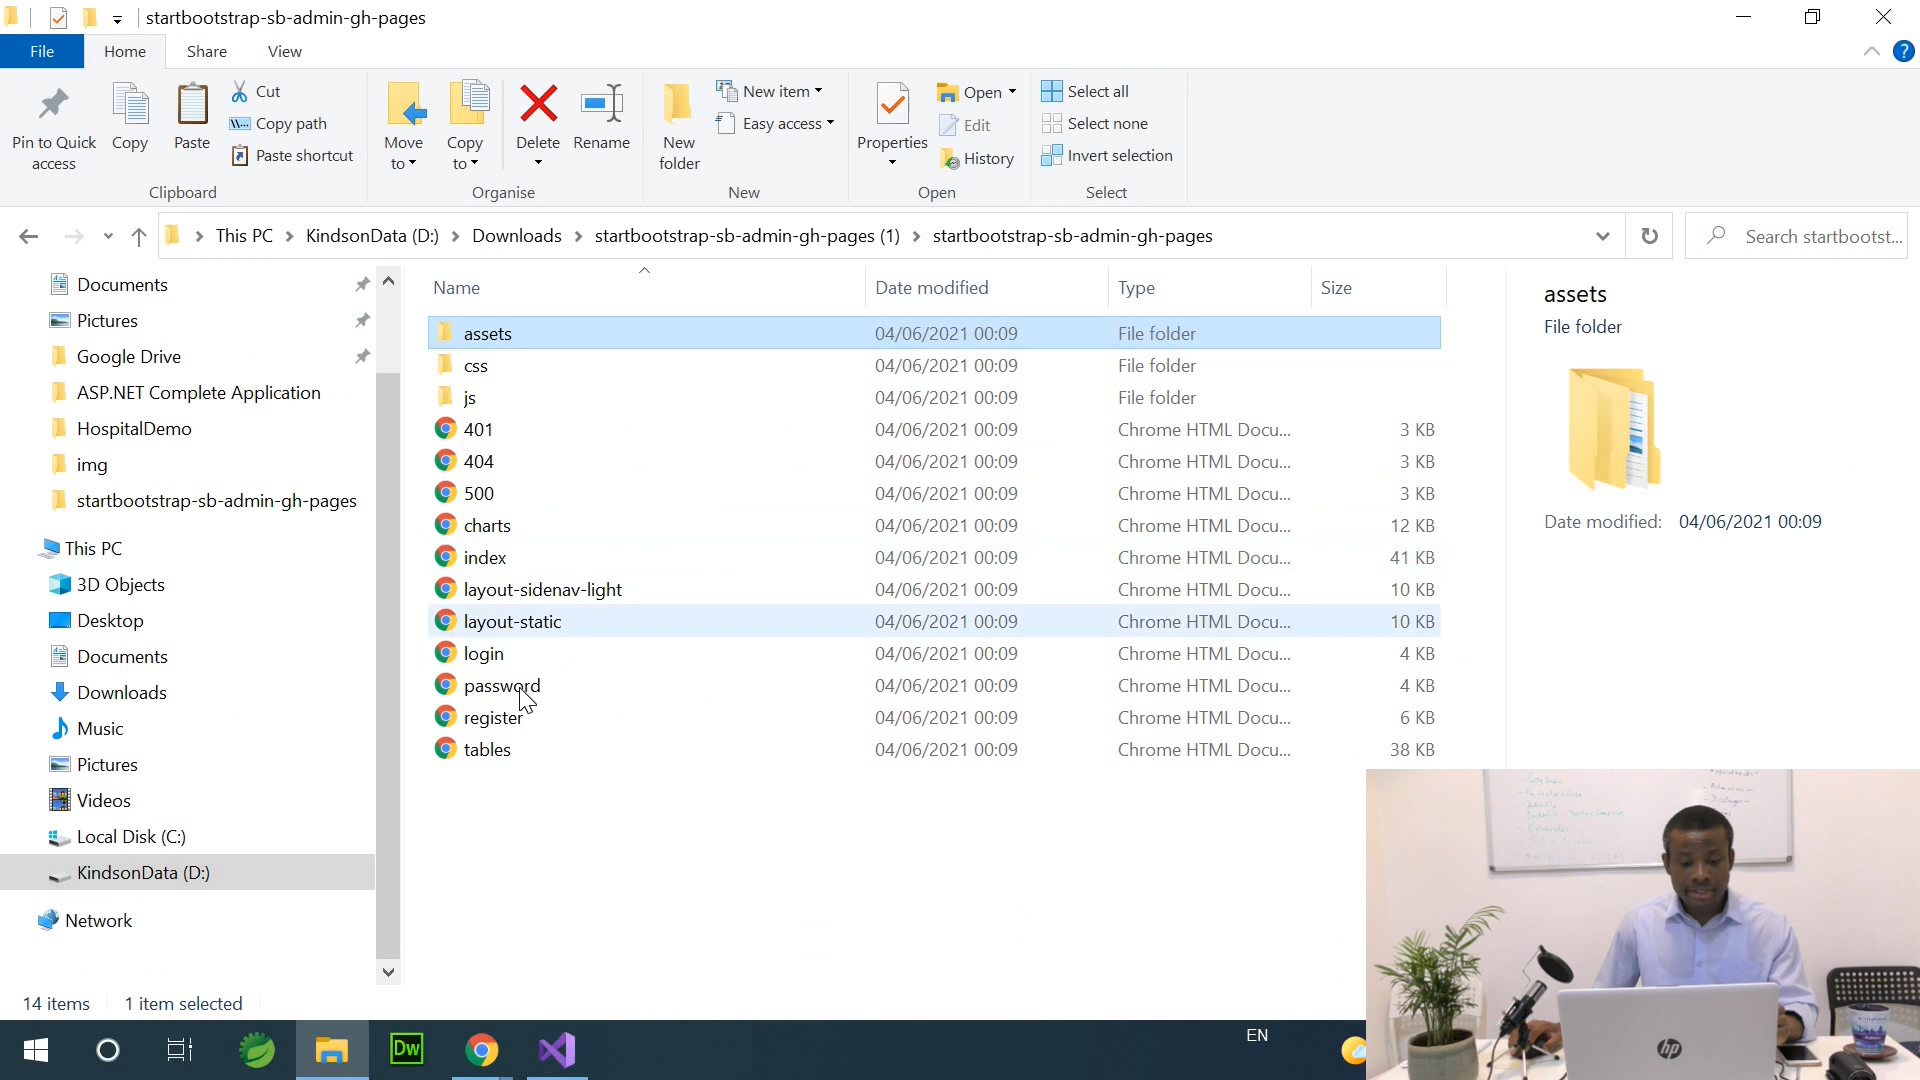 startbootstrap-sb-admin-gh-pages
File
Home
Share
View
?
Pin to Quick access
Copy
Paste
Cut
Copy path
Paste shortcut
Clipboard
Move to
Copy to
Delete
Rename
Organise
New folder
New item
Easy access
New
Properties
Open
Edit
History
Open
Select all
Select none
Invert selection
Select
This PC
KindsonData (D:)
Downloads
startbootstrap-sb-admin-gh-pages (1)
startbootstrap-sb-admin-gh-pages
Search startbootst...
Documents
Pictures
Google Drive
ASP.NET Complete Application
HospitalDemo
img
startbootstrap-sb-admin-gh-pages
This PC
3D Objects
Desktop
Documents
Downloads
Music
Pictures
Videos
Local Disk (C:)
KindsonData (D:)
Network
Name Date modified Type Size
assets 04/06/2021 00:09 File folder
css 04/06/2021 00:09 File folder
js 04/06/2021 00:09 File folder
401 04/06/2021 00:09 Chrome HTML Docu... 3 KB
404 04/06/2021 00:09 Chrome HTML Docu... 3 KB
500 04/06/2021 00:09 Chrome HTML Docu... 3 KB
charts 04/06/2021 00:09 Chrome HTML Docu... 12 KB
index 04/06/2021 00:09 Chrome HTML Docu... 41 KB
layout-sidenav-light 04/06/2021 00:09 Chrome HTML Docu... 10 KB
layout-static 04/06/2021 00:09 Chrome HTML Docu... 10 KB
login 04/06/2021 00:09 Chrome HTML Docu... 4 KB
password 04/06/2021 00:09 Chrome HTML Docu... 4 KB
register 04/06/2021 00:09 Chrome HTML Docu... 6 KB
tables 04/06/2021 00:09 Chrome HTML Docu... 38 KB
assets
File folder
Date modified: 04/06/2021 00:09
14 items
1 item selected
Dw
EN
hp